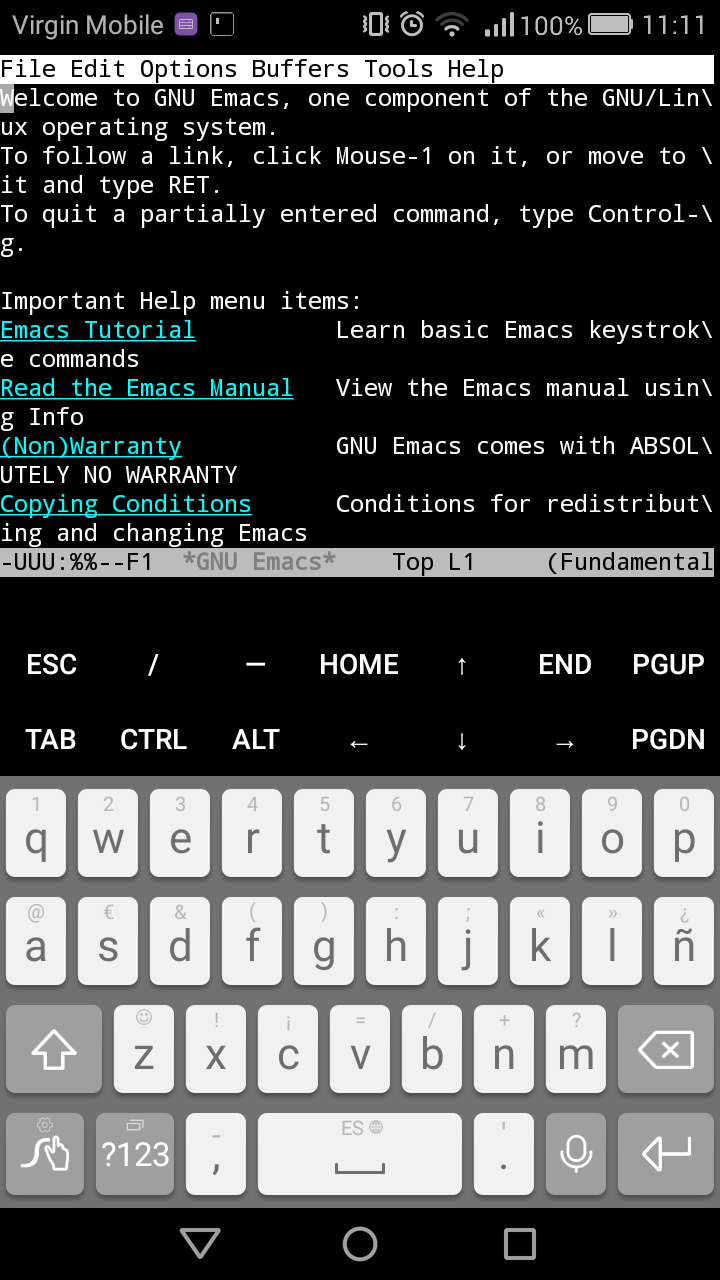 Virgin Mobile 100% 11:11
File Edit Options Buffers Tools Help
Welcome to GNU Emacs, one component of the GNU/Lin\
ux operating system.
To follow a link, click Mouse-1 on it, or move to \
it and type RET.
To quit a partially entered command, type Control-\
g.
Important Help menu items:
Emacs Tutorial Learn basic Emacs keystrok\
e commands
Read the Emacs Manual View the Emacs manual usin\
g Info
(Non)Warranty GNU Emacs comes with ABSOL\
UTELY NO WARRANTY
Copying Conditions Conditions for redistribut\
ing and changing Emacs
-UUU:%%--F1 *GNU Emacs* Top L1 (Fundamental
ESC / — HOME ↑ END PGUP
TAB CTRL ALT ← ↓ → PGDN
1 2 3 4 5 6 7 8 9 0
q w e r t y u i o p
@ € & ( ) : ; « » ¿
a s d f g h j k l ñ
! ¡ = / + ?
z x c v b n m
- ES '
?123 , .